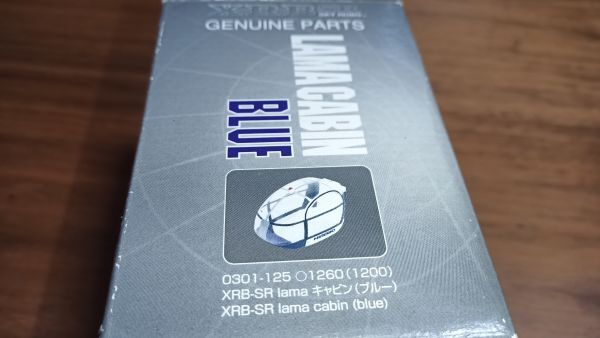 GENUINE PARTS
LAMA CABIN
BLUE
HIROBO
0301-125 ○1260(1200)
XRB-SR lama キャビン(ブルー)
XRB-SR lama cabin (blue)